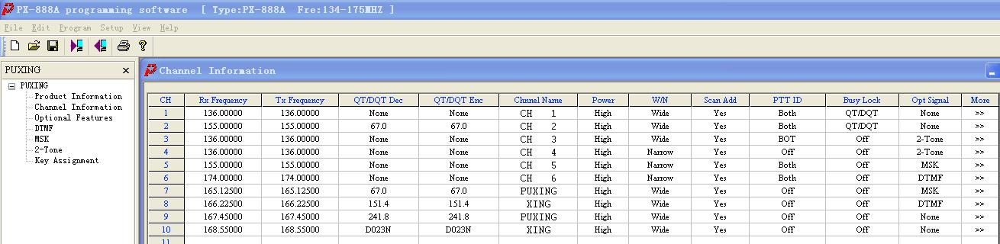 PX-888A programming software [ Type:PX-888A Fre:134-175MHZ ]
File Edit Program Setup View Help
PUXING
PUXING
Product Information
Channel Information
Optional Features
DTMF
MSK
2-Tone
Key Assignment
Channel Information
CH Rx Frequency Tx Frequency QT/DQT Dec QT/DQT Enc Chnnel Name Power W/N Scan Add PTT ID Busy Lock Opt Signal More
1 136.00000 136.00000 None None CH 1 High Wide Yes Both QT/DQT None >>
2 155.00000 155.00000 67.0 67.0 CH 2 High Wide Yes Both QT/DQT None >>
3 136.00000 136.00000 None None CH 3 High Wide Yes BOT Off 2-Tone >>
4 136.00000 136.00000 None None CH 4 High Narrow Yes Off Off 2-Tone >>
5 155.00000 155.00000 None None CH 5 High Narrow Yes Both Off MSK >>
6 174.00000 174.00000 None None CH 6 High Narrow Yes Both Off DTMF >>
7 165.12500 165.12500 67.0 67.0 PUXING High Wide Yes Off Off MSK >>
8 166.22500 166.22500 151.4 151.4 XING High Wide Yes Off Off DTMF >>
9 167.45000 167.45000 241.8 241.8 PUXING High Wide Yes Off Off None >>
10 168.55000 168.55000 D023N D023N XING High Wide Yes Off Off None >>
11